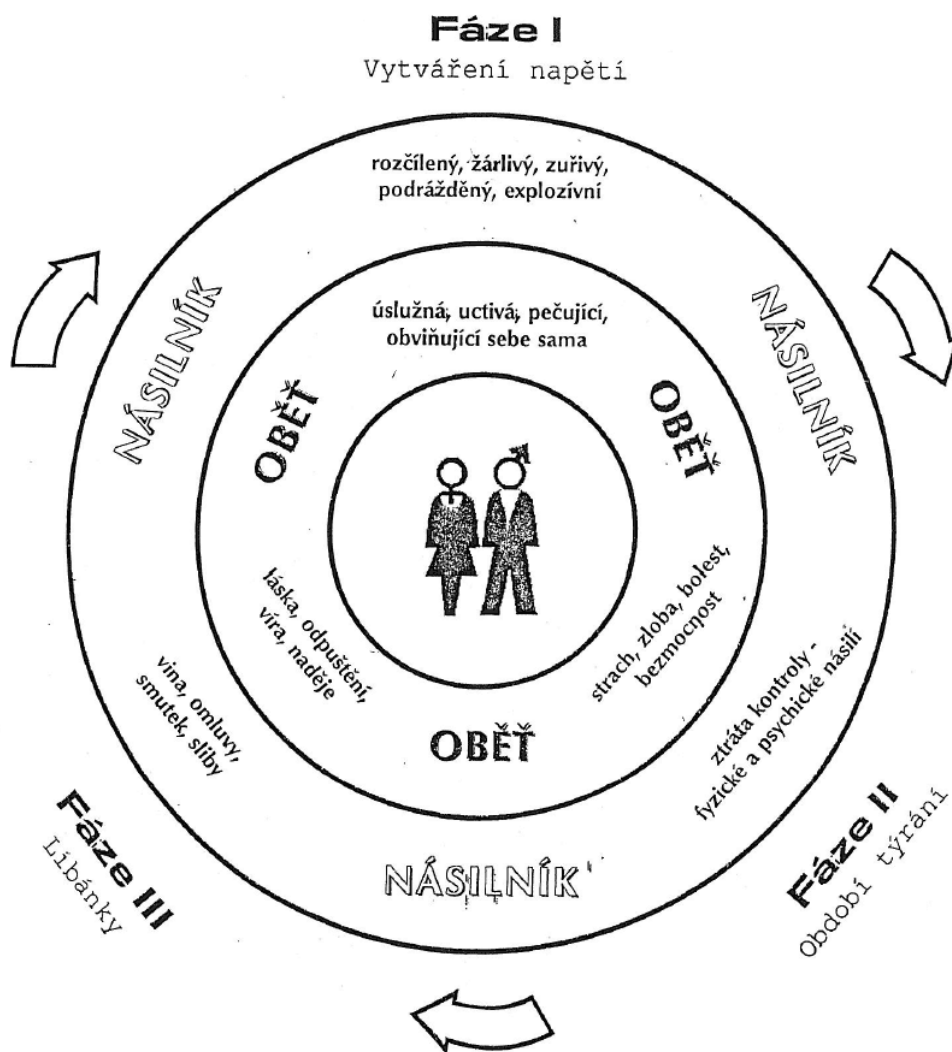 Fáze I
Vytváření napětí
rozčílený, žárlivý, zuřivý,
podrážděný, explozívní
NÁSILNÍK
NÁSILNÍK
úslužná, uctivá, pečující,
obviňující sebe sama
OBĚŤ
OBĚŤ
láska, odpuštění,
víra, naděje
strach, zloba, bolest,
bezmocnost
vina, omluvy,
smutek, sliby
ztráta kontroly -
fyzické a psychické násilí
OBĚŤ
Fáze III
Líbánky
Fáze II
Období týrání
NÁSILNÍK